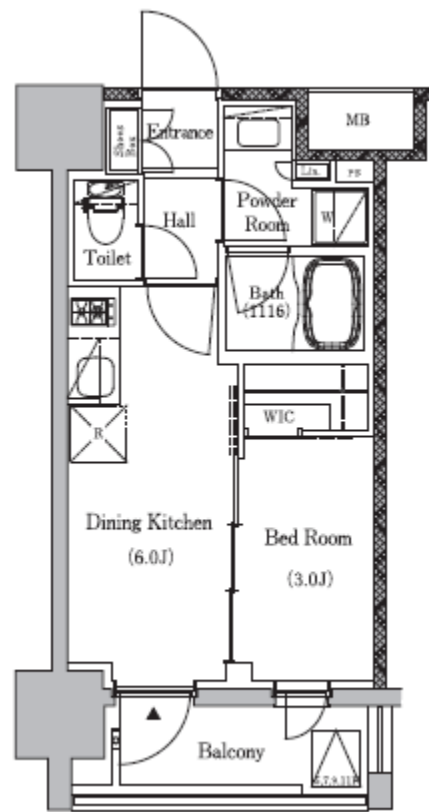 MB
Shoes
Box
Entrance
Lin.
PS
Powder
Room
W
Hall
Toilet
Bath
(1116)
WIC
R
Dining Kitchen
(6.0J)
Bed Room
(3.0J)
Balcony